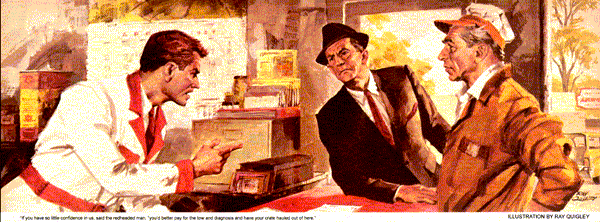 "If you have so little confidence in us, said the redheaded man, "you'd better pay for the tow and diagnosis and have your crate hauled out of here."
ILLUSTRATION BY RAY QUIGLEY